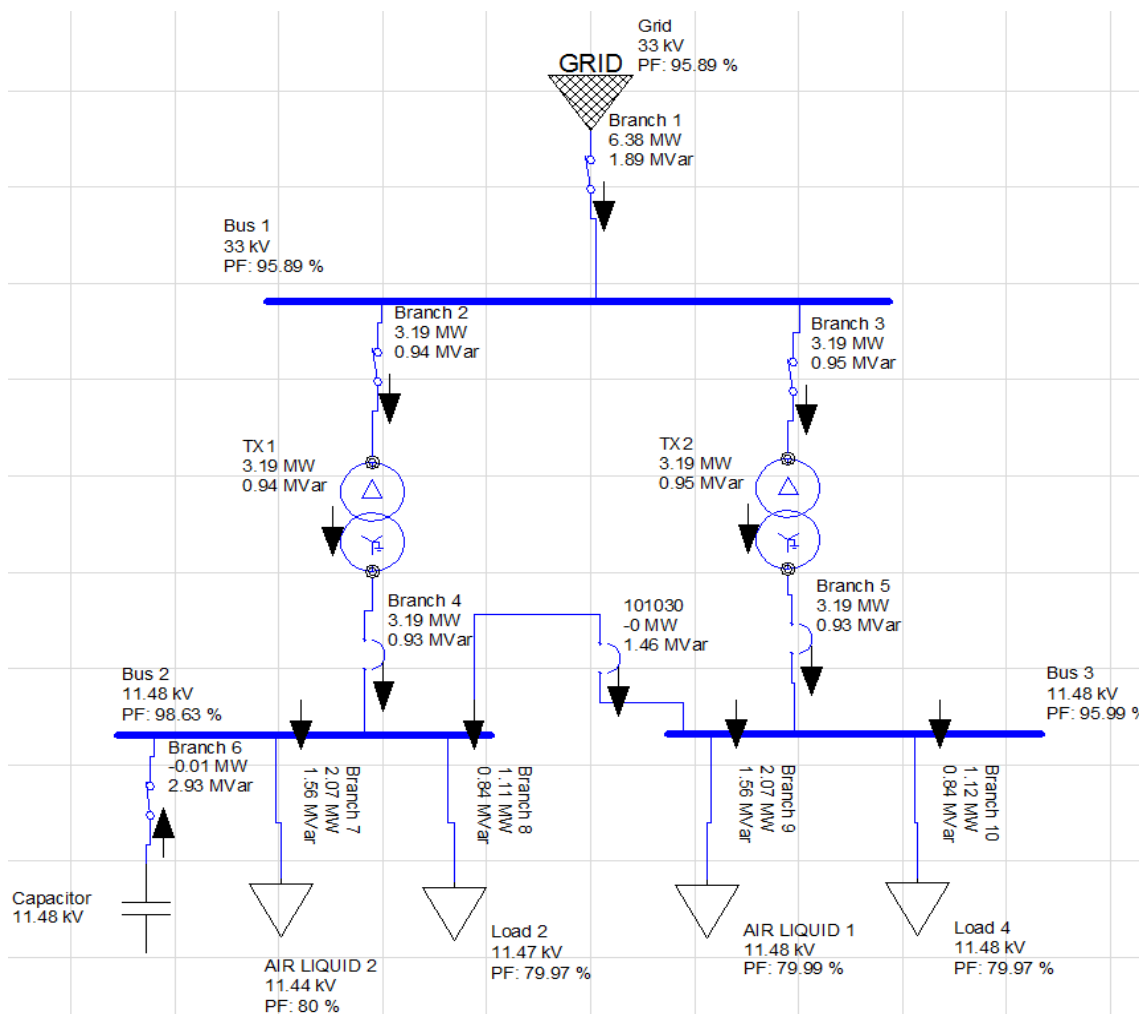 Grid
33 kV
PF: 95.89 %
GRID
Branch 1
6.38 MW
1.89 MVar
Bus 1
33 kV
PF: 95.89 %
Branch 2
3.19 MW
0.94 MVar
Branch 3
3.19 MW
0.95 MVar
TX1
3.19 MW
0.94 MVar
TX2
3.19 MW
0.95 MVar
Branch 4
3.19 MW
0.93 MVar
101030
-0 MW
1.46 MVar
Branch 5
3.19 MW
0.93 MVar
Bus 2
11.48 kV
PF: 98.63 %
Bus 3
11.48 kV
PF: 95.99 %
Branch 6
-0.01 MW
2.93 MVar
Branch 7
2.07 MW
1.56 MVar
Branch 8
1.11 MW
0.84 MVar
Branch 9
2.07 MW
1.56 MVar
Branch 10
1.12 MW
0.84 MVar
Capacitor
11.48 kV
AIR LIQUID 2
11.44 kV
PF: 80 %
Load 2
11.47 kV
PF: 79.97 %
AIR LIQUID 1
11.48 kV
PF: 79.99 %
Load 4
11.48 kV
PF: 79.97 %